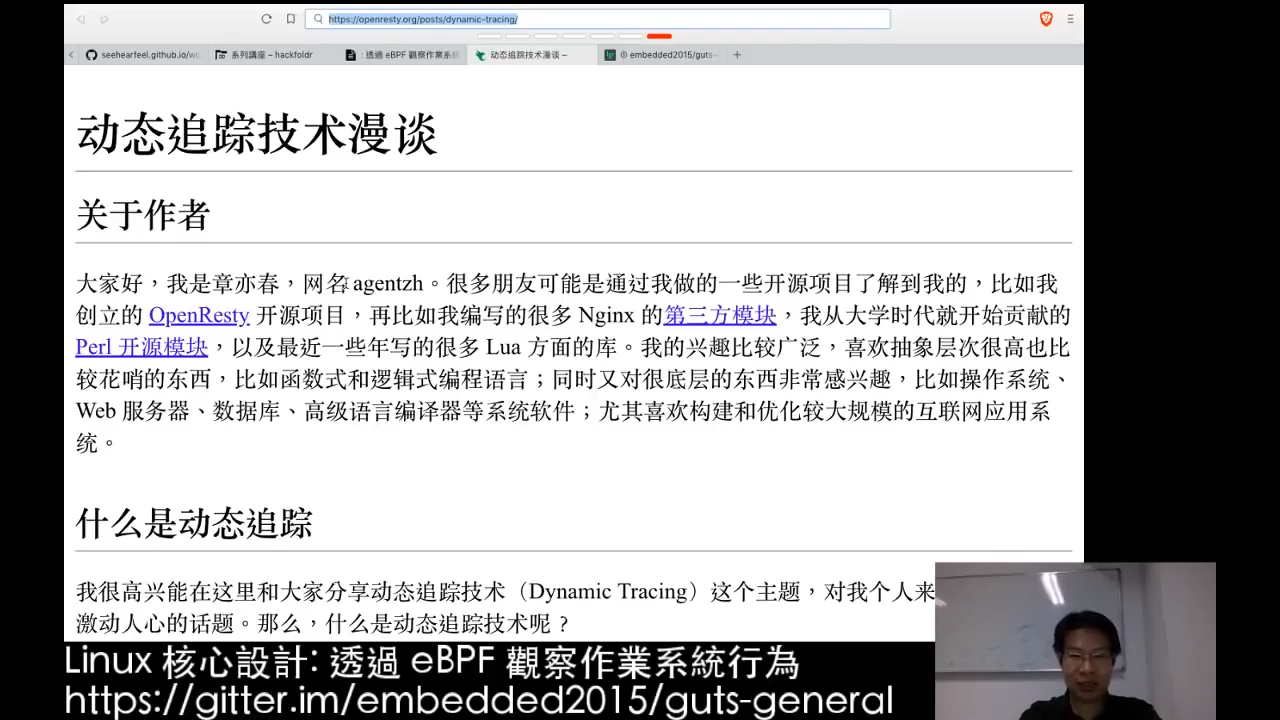 https://openresty.org/posts/dynamic-tracing/
seehearfeel.github.io/wo
系列講座 – hackfoldr
透過 eBPF 觀察作業系統
动态追踪技术漫谈 –
embedded2015/guts-
动态追踪技术漫谈
关于作者
大家好，我是章亦春，网名 agentzh。很多朋友可能是通过我做的一些开源项目了解到我的，比如我
创立的 OpenResty 开源项目，再比如我编写的很多 Nginx 的第三方模块，我从大学时代就开始贡献的
Perl 开源模块，以及最近一些年写的很多 Lua 方面的库。我的兴趣比较广泛，喜欢抽象层次很高也比
较花哨的东西，比如函数式和逻辑式编程语言；同时又对很底层的东西非常感兴趣，比如操作系统、
Web 服务器、数据库、高级语言编译器等系统软件；尤其喜欢构建和优化较大规模的互联网应用系
统。
什么是动态追踪
我很高兴能在这里和大家分享动态追踪技术（Dynamic Tracing）这个主题，对我个人来
激动人心的话题。那么，什么是动态追踪技术呢？
Linux 核心設計: 透過 eBPF 觀察作業系統行為
https://gitter.im/embedded2015/guts-general